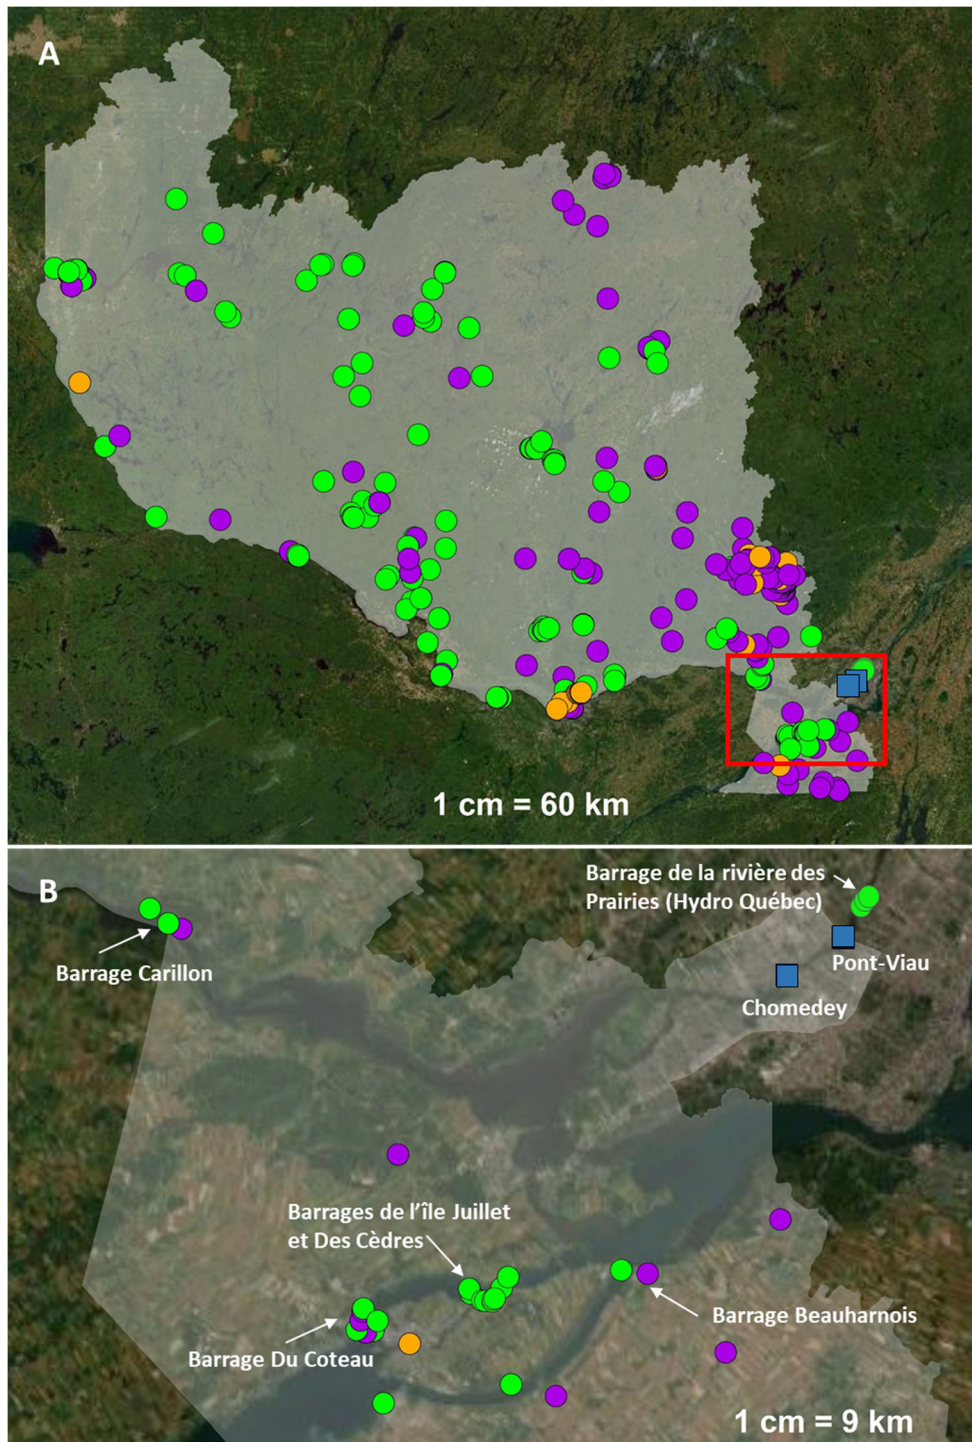 A
1 cm = 60 km
B
Barrage de la rivière des
Prairies (Hydro Québec)
Pont-Viau
Barrage Carillon
Chomedey
Barrages de l’île Juillet
et Des Cèdres
Barrage Beauharnois
Barrage Du Coteau
1 cm = 9 km